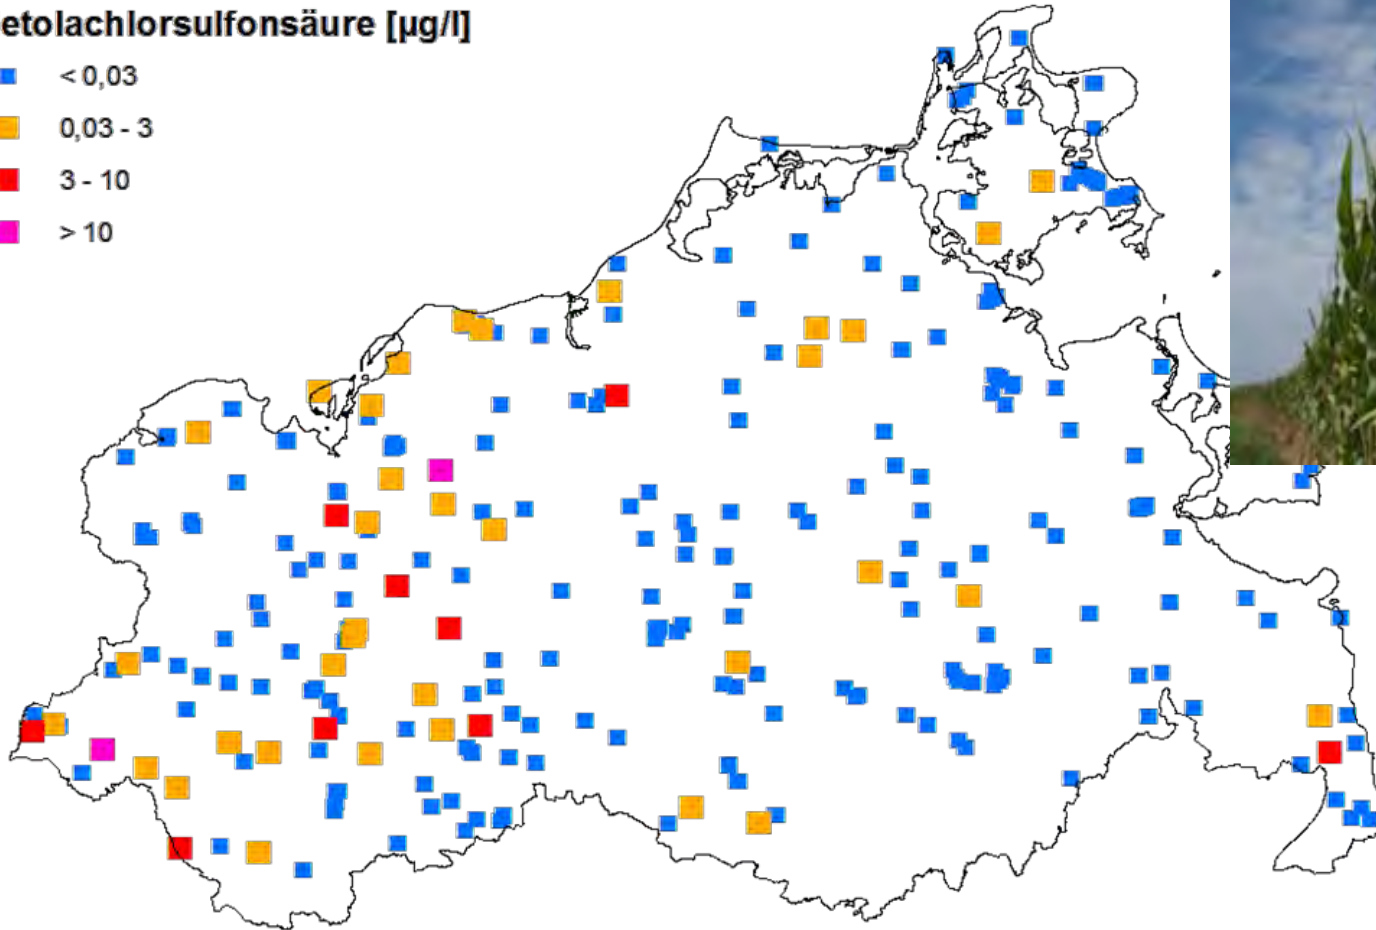 etolachlorsulfonsäure [µg/l]
< 0,03
0,03 - 3
3 - 10
> 10